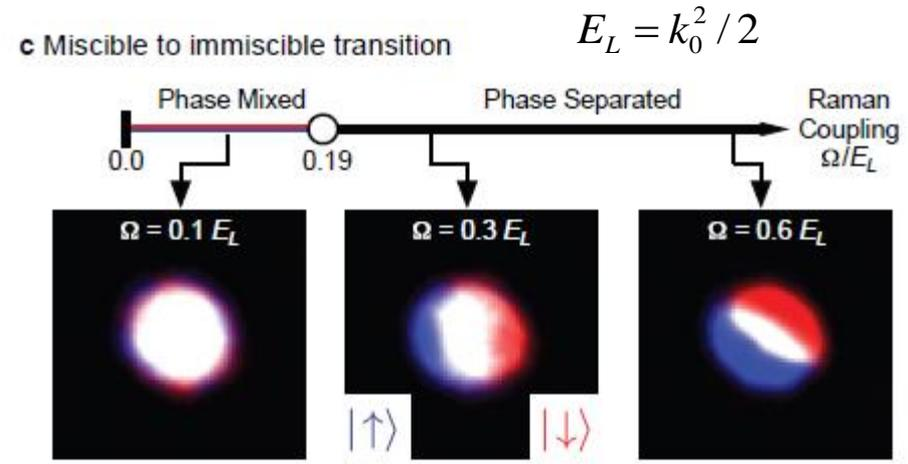 E_L = k_0^2 / 2
c Miscible to immiscible transition
Phase Mixed
Phase Separated
Raman
Coupling
Ω/E_L
0.0
0.19
Ω = 0.1 E_L
Ω = 0.3 E_L
Ω = 0.6 E_L
|↑⟩
|↓⟩